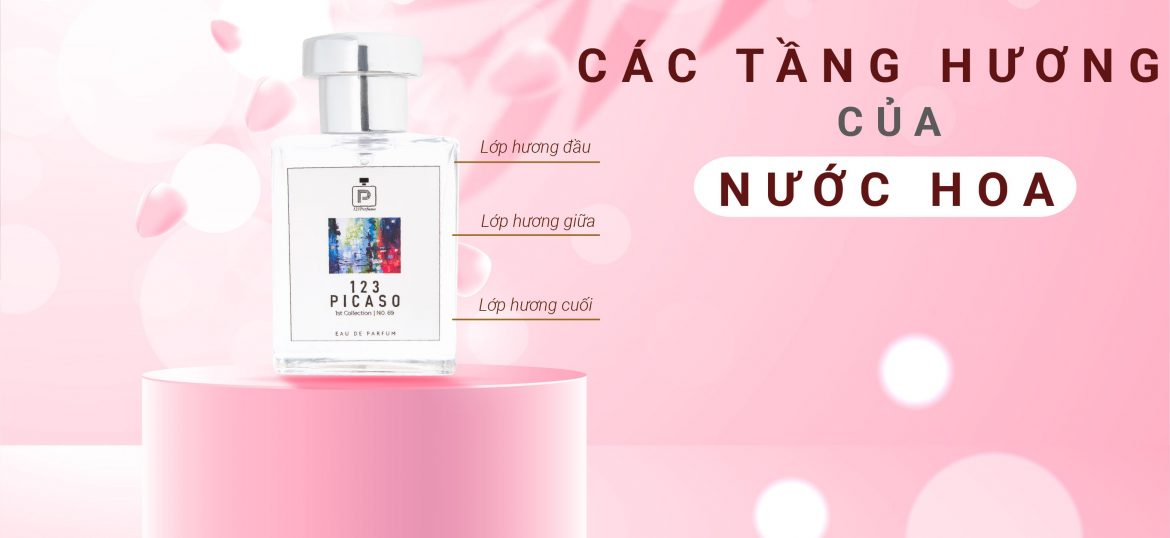 CÁC TẦNG HƯƠNG
CỦA
NƯỚC HOA
Lớp hương đầu
Lớp hương giữa
Lớp hương cuối
P
123Perfume
123
PICASO
1st Collection | NO. 69
EAU DE PARFUM